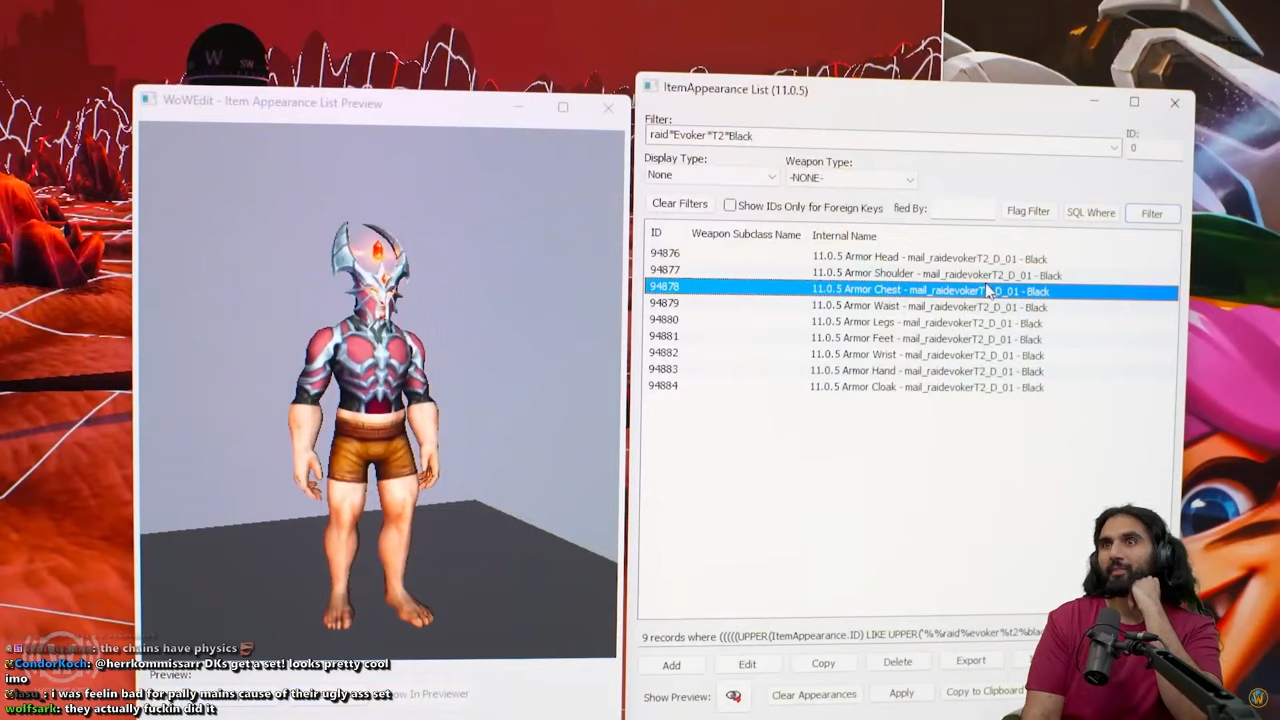 W SW
WoWEdit - Item Appearance List Preview
ItemAppearance List (11.0.5)
Filter:
raid*Evoker*T2*Black
ID:
0
Display Type:
Weapon Type:
None
-NONE-
Clear Filters
Show IDs Only for Foreign Keys
fied By:
Flag Filter
SQL Where
Filter
ID Weapon Subclass Name Internal Name
94876 11.0.5 Armor Head - mail_raidevokerT2_D_01 - Black
94877 11.0.5 Armor Shoulder - mail_raidevokerT2_D_01 - Black
94878 11.0.5 Armor Chest - mail_raidevokerT2_D_01 - Black
94879 11.0.5 Armor Waist - mail_raidevokerT2_D_01 - Black
94880 11.0.5 Armor Legs - mail_raidevokerT2_D_01 - Black
94881 11.0.5 Armor Feet - mail_raidevokerT2_D_01 - Black
94882 11.0.5 Armor Wrist - mail_raidevokerT2_D_01 - Black
94883 11.0.5 Armor Hand - mail_raidevokerT2_D_01 - Black
94884 11.0.5 Armor Cloak - mail_raidevokerT2_D_01 - Black
9 records where (((((UPPER(ItemAppearance.ID) LIKE UPPER('%%raid%evoker%t2%bla
Add Edit Copy Delete Export
Show Preview: Clear Appearances Apply Copy to Clipboard
Preview:
ow In Previewer
: the chains have physics
CondorKoch: @herrkommissarr DKs get a set! looks pretty cool
imo
: i was feelin bad for pally mains cause of their ugly ass set
wolfsark: they actually fuckin did it